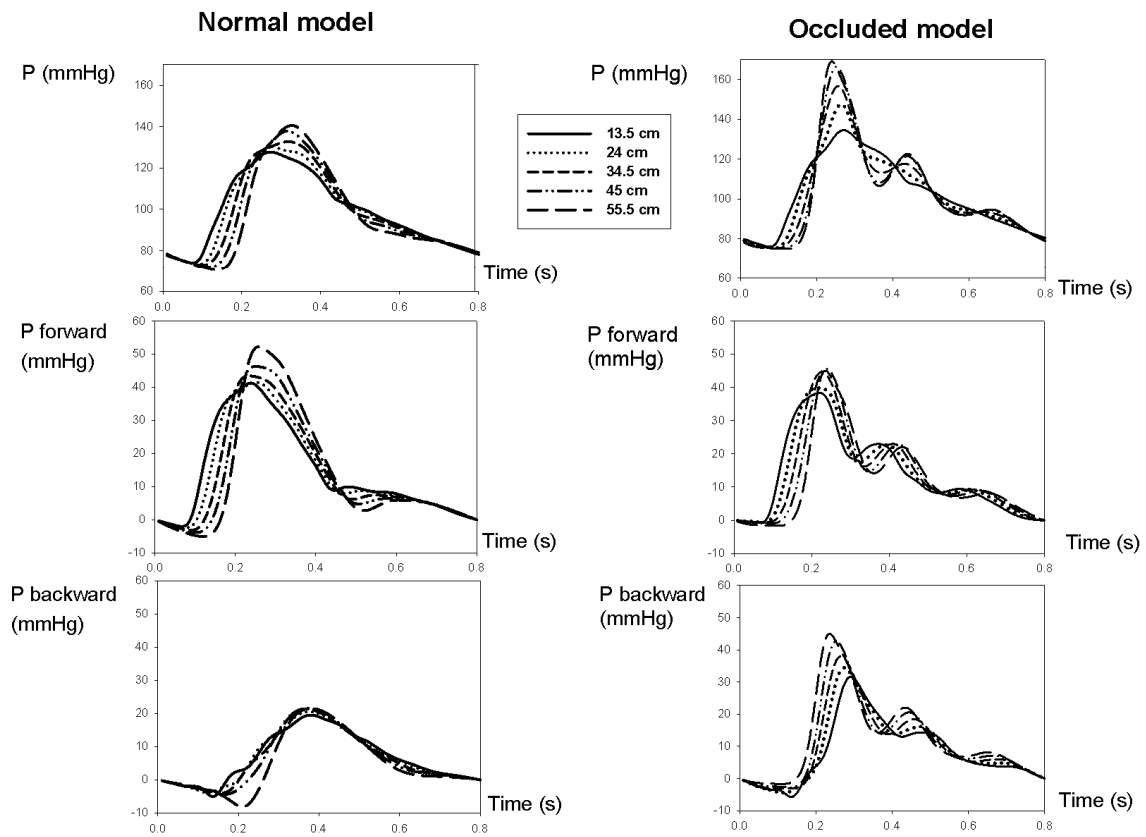 Normal model
Occluded model
P (mmHg)
160
140
120
100
80
60
0.0 0.2 0.4 0.6 0.8
Time (s)
13.5 cm
24 cm
34.5 cm
45 cm
55.5 cm
P (mmHg)
160
140
120
100
80
60
0.0 0.2 0.4 0.6 0.8
Time (s)
P forward
(mmHg)
60
50
40
30
20
10
0
-10
0.0 0.2 0.4 0.6 0.8
Time (s)
P forward
(mmHg)
60
50
40
30
20
10
0
-10
0.0 0.2 0.4 0.6 0.8
Time (s)
P backward
(mmHg)
60
50
40
30
20
10
0
-10
0.0 0.2 0.4 0.6 0.8
Time (s)
P backward
(mmHg)
60
50
40
30
20
10
0
-10
0.0 0.2 0.4 0.6 0.8
Time (s)